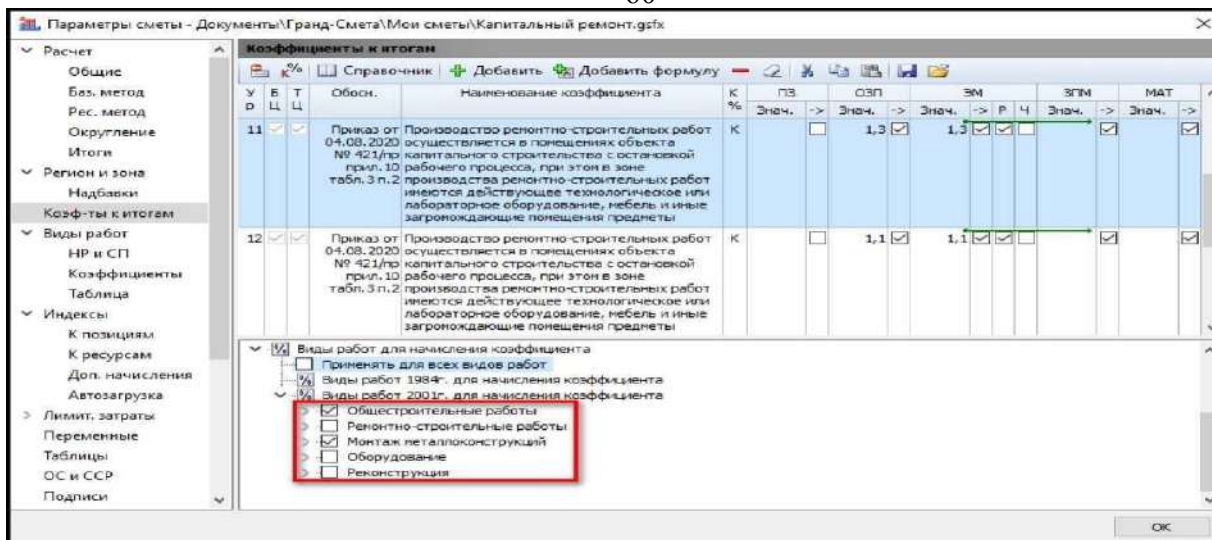 Параметры сметы - Документы\Гранд-Смета\Мои сметы\Капитальный ремонт.gsfx
Расчет
Общие
Баз. метод
Рес. метод
Округление
Итоги
Регион и зона
Надбавки
Коэф-ты к итогам
Виды работ
НР и СП
Коэффициенты
Таблица
Индексы
К позициям
К ресурсам
Доп. начисления
Автозагрузка
Лимит. затраты
Переменные
Таблицы
ОС и ССР
Подписи
Коэффициенты к итогам
К% Справочник Добавить Добавить формулу
У Б Т Обосн. Наименование коэффициента К ПЗ ОЗП ЭМ ЗПМ МАТ
Р Ц Ц % Знач. -> Знач. -> Знач. -> Р Ч Знач. -> Знач. ->
11 Приказ от Производство ремонтно-строительных работ К 1,3 1,3
04.08.2020 осуществляется в помещениях объекта
№ 421/пр капитального строительства с остановкой
прил. 10 рабочего процесса, при этом в зоне
табл. 3 п.2 производства ремонтно-строительных работ
имеются действующее технологическое или
лабораторное оборудование, мебель и иные
загромождающие помещения предметы
12 Приказ от Производство ремонтно-строительных работ К 1,1 1,1
04.08.2020 осуществляется в помещениях объекта
№ 421/пр капитального строительства с остановкой
прил. 10 рабочего процесса, при этом в зоне
табл. 3 п.2 производства ремонтно-строительных работ
имеются действующее технологическое или
лабораторное оборудование, мебель и иные
загромождающие помещения предметы
Виды работ для начисления коэффициента
Применять для всех видов работ
Виды работ 1984г. для начисления коэффициента
Виды работ 2001г. для начисления коэффициента
Общестроительные работы
Ремонтно-строительные работы
Монтаж металлоконструкций
Оборудование
Реконструкция
ОК